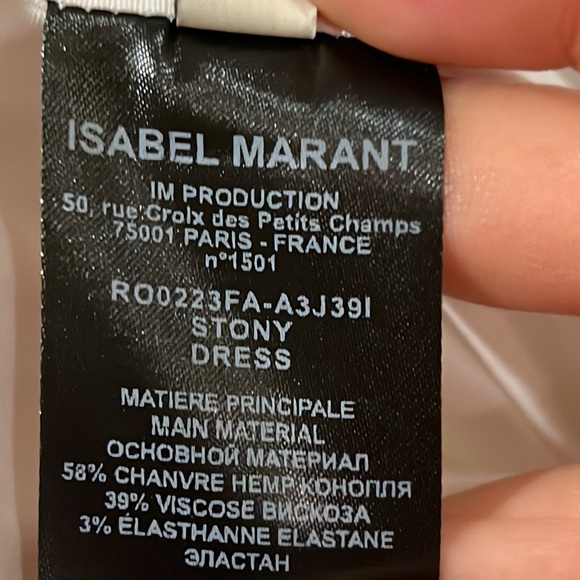 ISABEL MARANT
IM PRODUCTION
50, rue Croix des Petits Champs
75001 PARIS - FRANCE
n°1501
RO0223FA-A3J39I
STONY
DRESS
MATIERE PRINCIPALE
MAIN MATERIAL
ОСНОВНОЙ МАТЕРИАЛ
58% CHANVRE HEMP КОНОПЛЯ
39% VISCOSE ВИСКОЗА
3% ÉLASTHANNE ELASTANE
ЭЛАСТАН